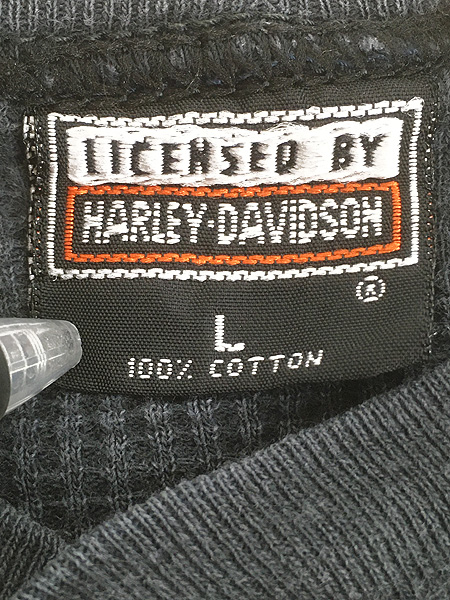 LICENSED BY
HARLEY-DAVIDSON
®
L
100% COTTON